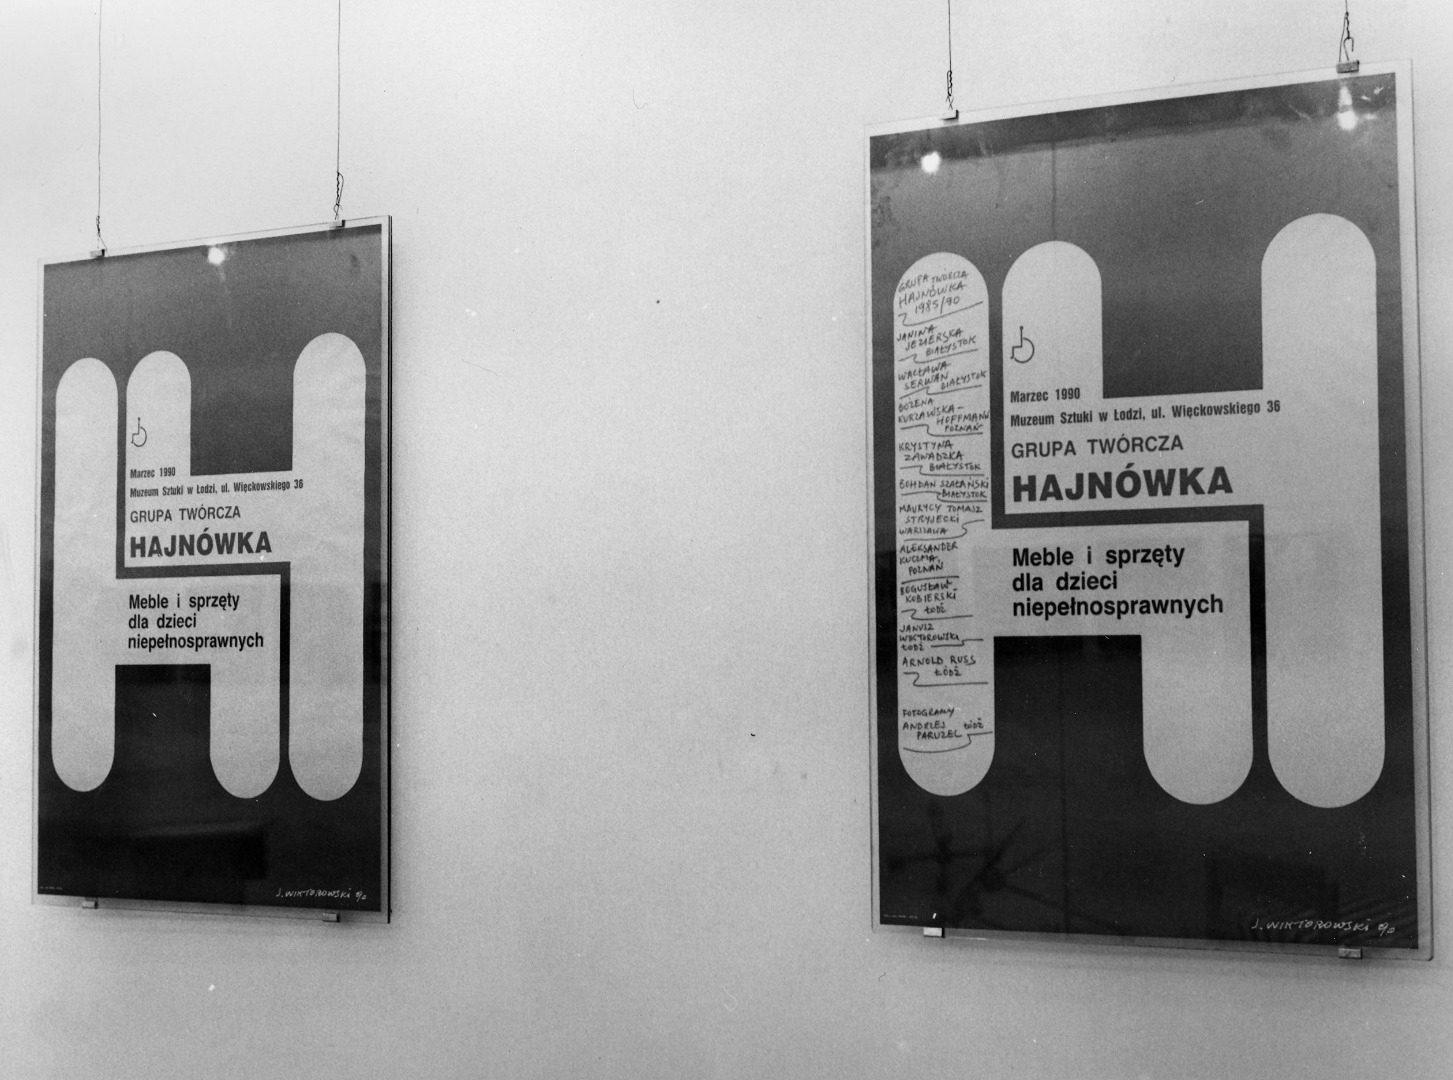 Marzec 1990
Muzeum Sztuki w Łodzi, ul. Więckowskiego 36
GRUPA TWÓRCZA
HAJNÓWKA
Meble i sprzęty
dla dzieci
niepełnosprawnych
J. WIKTOROWSKI 90
GRUPA TWÓRCZA
HAJNÓWKA
1985/90
JANINA
JEZIERSKA
BIAŁYSTOK
WACŁAWA
SERWAN
BIAŁYSTOK
BOŻENA
KURZAWSKA-
HOFFMANN
POZNAŃ
KRYSTYNA
ZAWADZKA
BIAŁYSTOK
BOHDAN SZAŁAŃSKI
BIAŁYSTOK
MAURYCY TOMASZ
STRYJECKI
WARSZAWA
ALEKSANDER
KUCZMA
POZNAŃ
BOGUSŁAW
KOBIERSKI
ŁÓDŹ
JANUSZ
WIKTOROWSKI
ŁÓDŹ
ARNOLD RUSS
ŁÓDŹ
FOTOGRAMY
ANDRZEJ ŁÓDŹ
PARUZEL
Marzec 1990
Muzeum Sztuki w Łodzi, ul. Więckowskiego 36
GRUPA TWÓRCZA
HAJNÓWKA
Meble i sprzęty
dla dzieci
niepełnosprawnych
J. WIKTOROWSKI 90